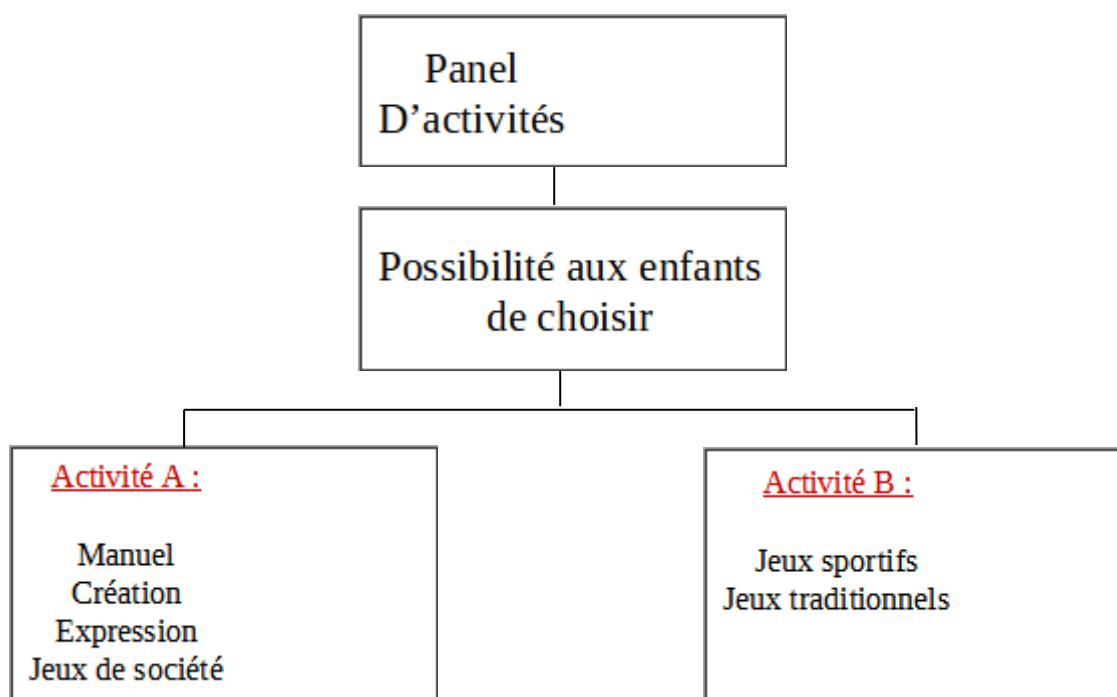 Panel
D’activités
Possibilité aux enfants
de choisir
Activité A :
Manuel
Création
Expression
Jeux de société
Activité B :
Jeux sportifs
Jeux traditionnels